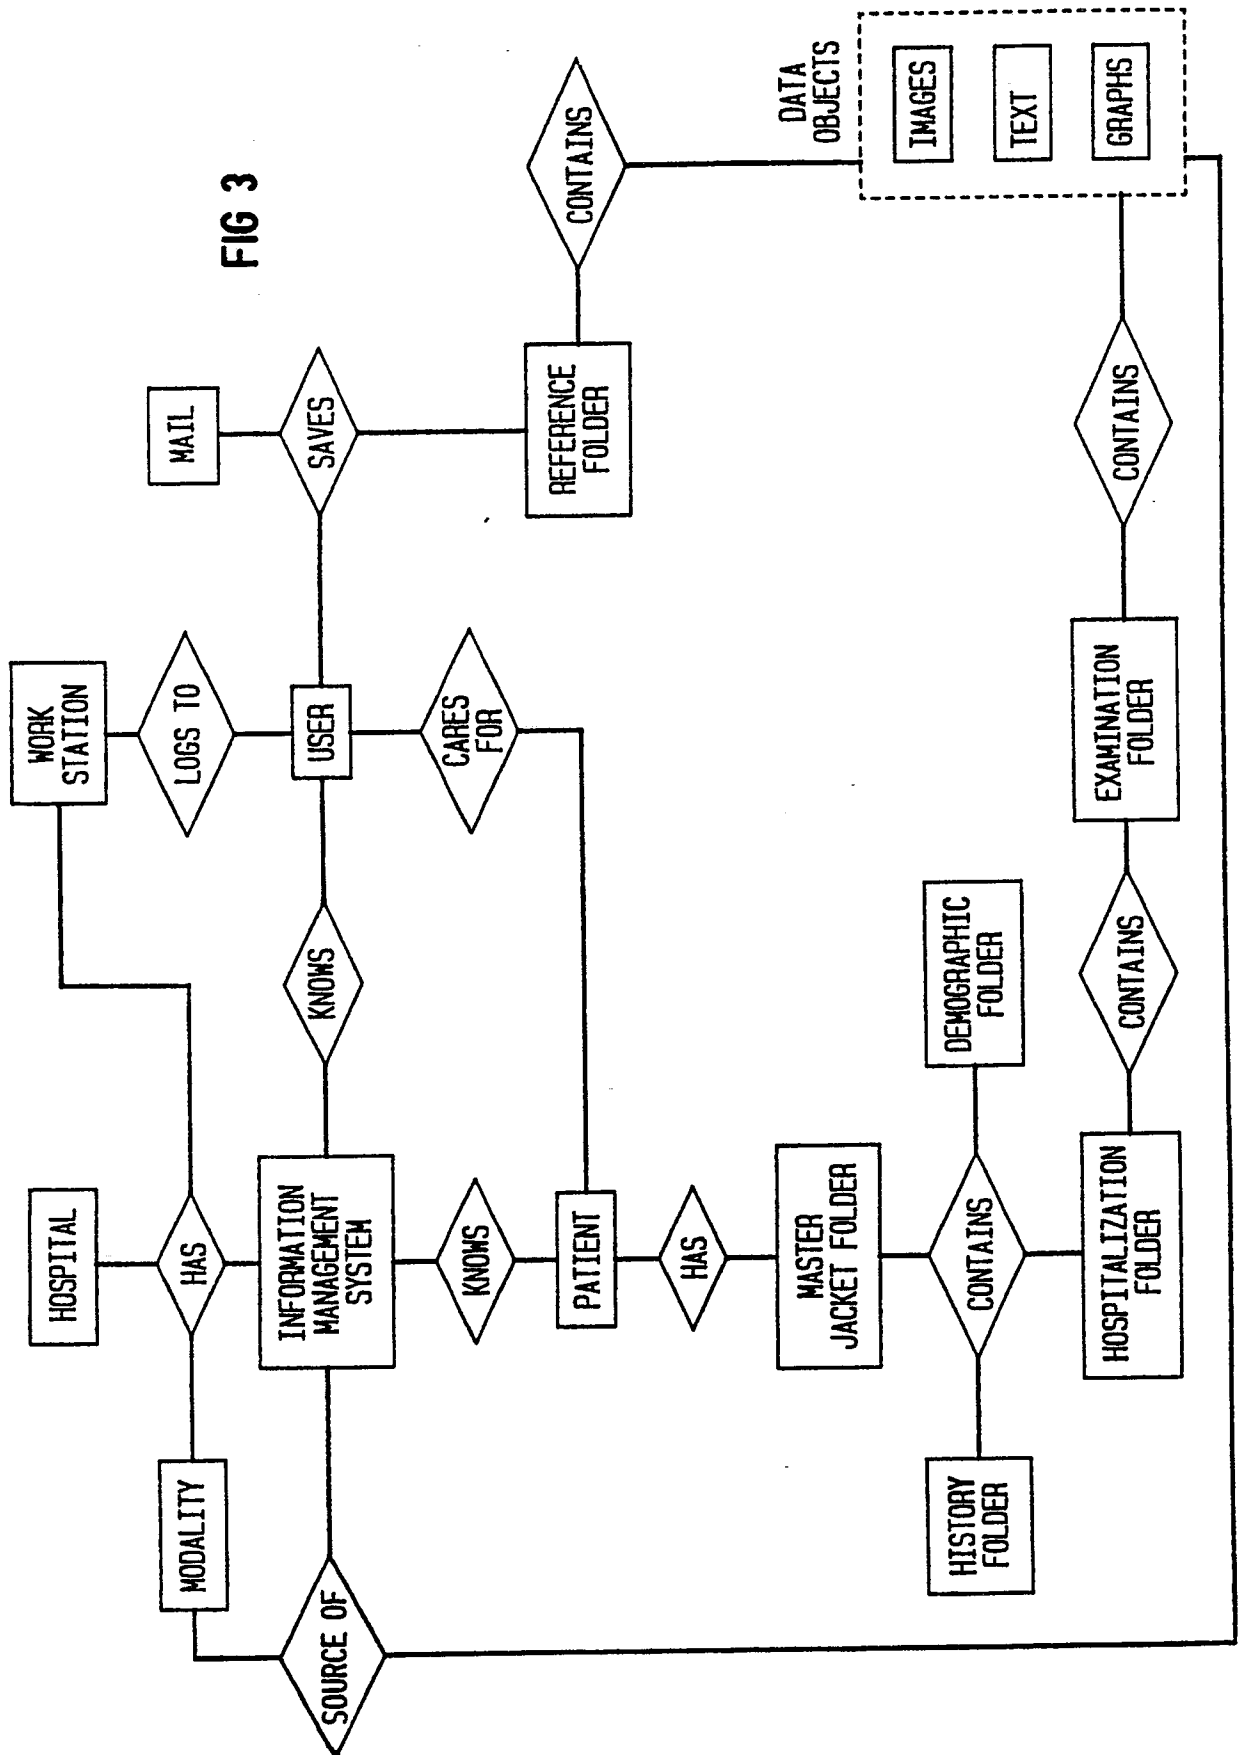 FIG 3
HOSPITAL
WORK
STATION
MAIL
MODALITY
HAS
LOGS TO
SOURCE OF
INFORMATION
MANAGEMENT
SYSTEM
KNOWS
USER
SAVES
KNOWS
CARES
FOR
PATIENT
REFERENCE
FOLDER
CONTAINS
HAS
MASTER
JACKET FOLDER
DATA
OBJECTS
IMAGES
TEXT
GRAPHS
HISTORY
FOLDER
CONTAINS
DEMOGRAPHIC
FOLDER
HOSPITALIZATION
FOLDER
CONTAINS
EXAMINATION
FOLDER
CONTAINS